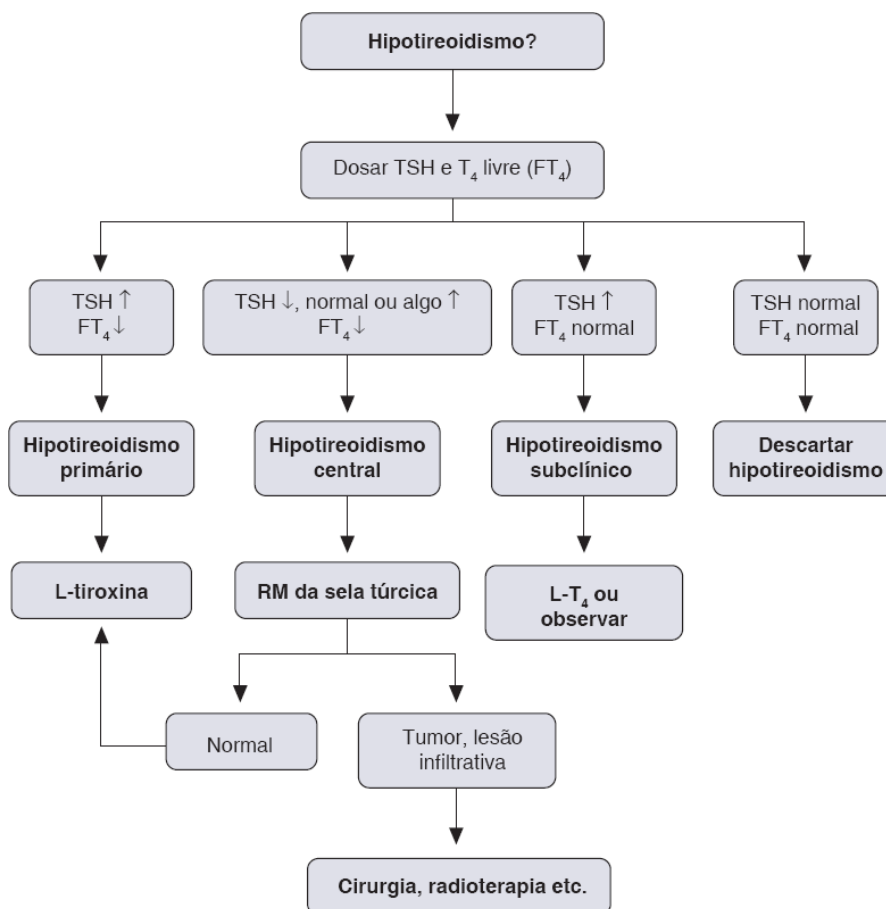 Hipotireoidismo?
Dosar TSH e T₄ livre (FT₄)
TSH ↑
FT₄ ↓
TSH ↓, normal ou algo ↑
FT₄ ↓
TSH ↑
FT₄ normal
TSH normal
FT₄ normal
Hipotireoidismo
primário
Hipotireoidismo
central
Hipotireoidismo
subclínico
Descartar
hipotireoidismo
L-tiroxina
RM da sela túrcica
L-T₄ ou
observar
Normal
Tumor, lesão
infiltrativa
Cirurgia, radioterapia etc.